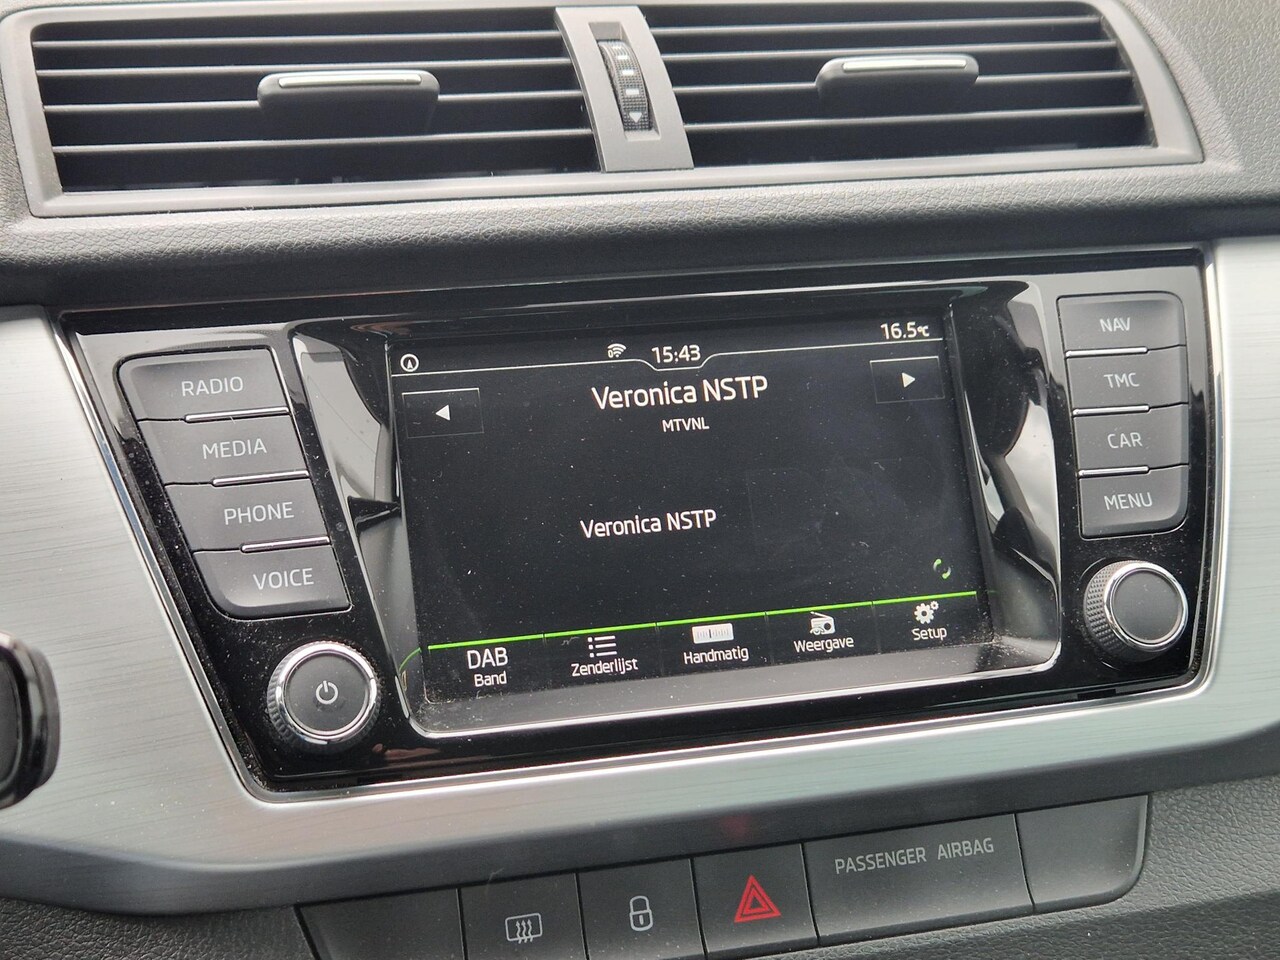 16.5°C
15:43
Veronica NSTP
MTVNL
Veronica NSTP
DAB
Band
Zenderlijst
Handmatig
Weergave
Setup
RADIO
MEDIA
PHONE
VOICE
NAV
TMC
CAR
MENU
PASSENGER AIRBAG